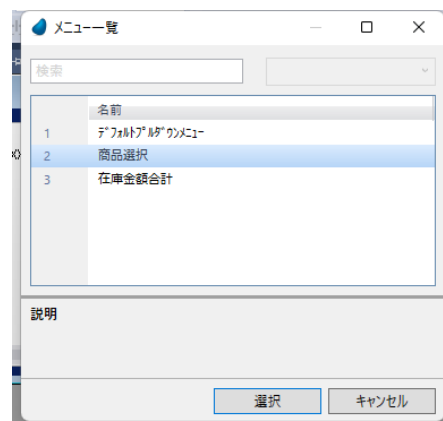 メニュー一覧
検索
名前
1 ﾃﾞﾌｫﾙﾄﾌﾟﾙﾀﾞｳﾝﾒﾆｭｰ
2 商品選択
3 在庫金額合計
説明
選択 キャンセル